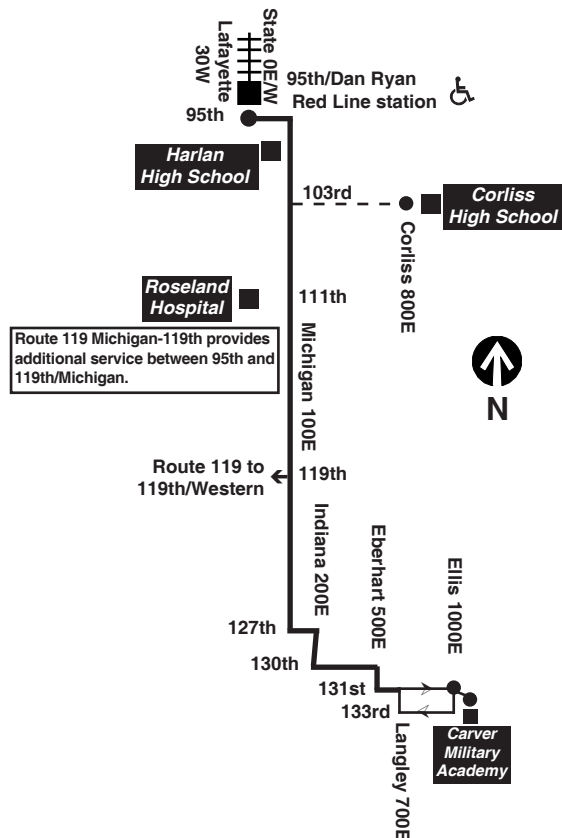 State 0E/W
Lafayette
30W
95th/Dan Ryan
Red Line station
95th
Harlan
High School
103rd
Corliss
High School
Corliss 800E
Roseland
Hospital
111th
Route 119 Michigan-119th provides
additional service between 95th and
119th/Michigan.
Michigan 100E
N
Route 119 to
119th/Western
119th
Indiana 200E
Eberhart 500E
Ellis 1000E
127th
130th
131st
133rd
Langley 700E
Carver
Military
Academy